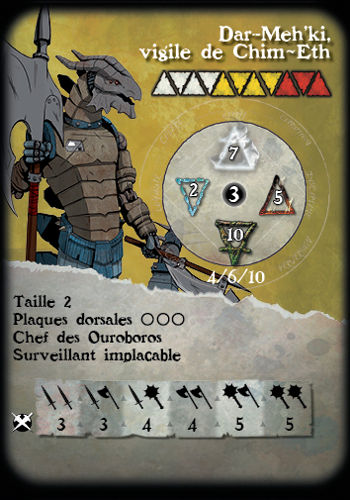 Dar-Meh'ki,
vigile de Chim~Eth
7
2
3
5
10
4/6/10
Taille 2
Plaques dorsales ○○○
Chef des Ouroboros
Surveillant implacable
3 3 4 4 5 5